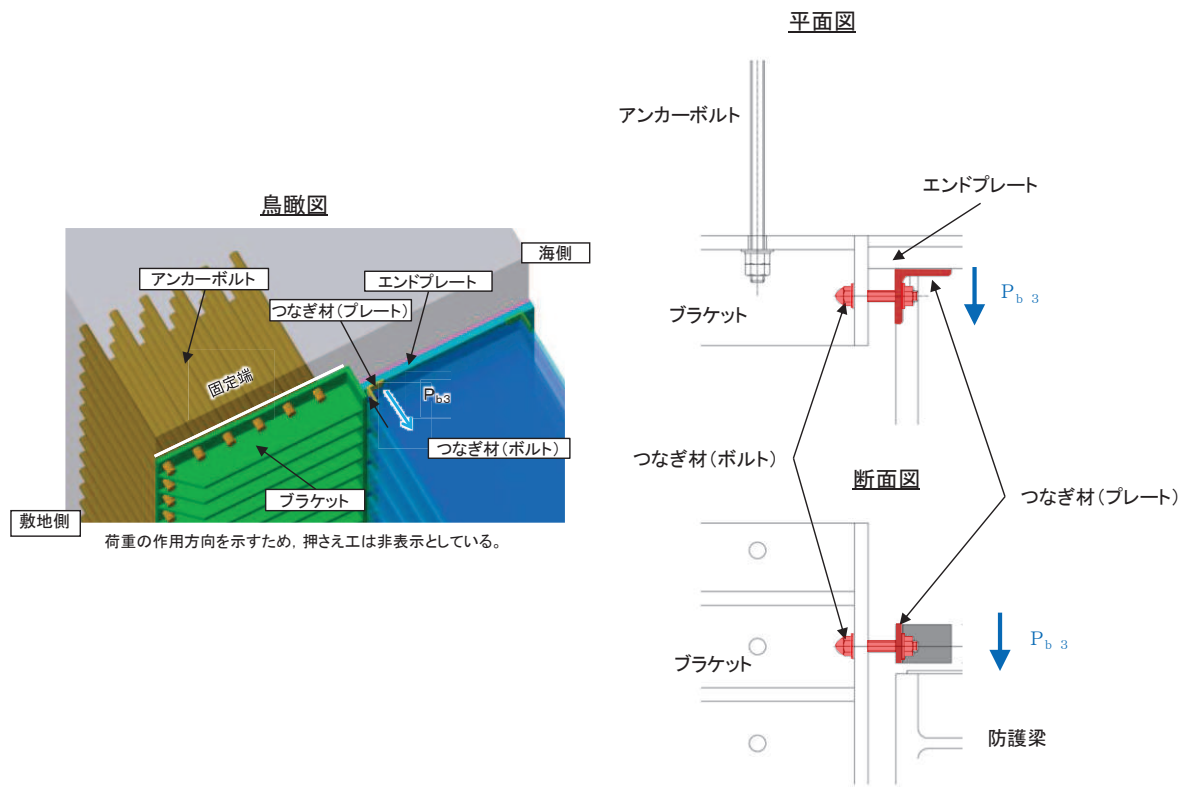 鳥瞰図
海側
アンカーボルト
エンドプレート
つなぎ材(プレート)
固定端
Pb3
つなぎ材(ボルト)
ブラケット
敷地側
荷重の作用方向を示すため，押さえ工は非表示としている。
平面図
アンカーボルト
エンドプレート
Pb3
ブラケット
つなぎ材(ボルト)
断面図
つなぎ材(プレート)
Pb3
ブラケット
防護梁